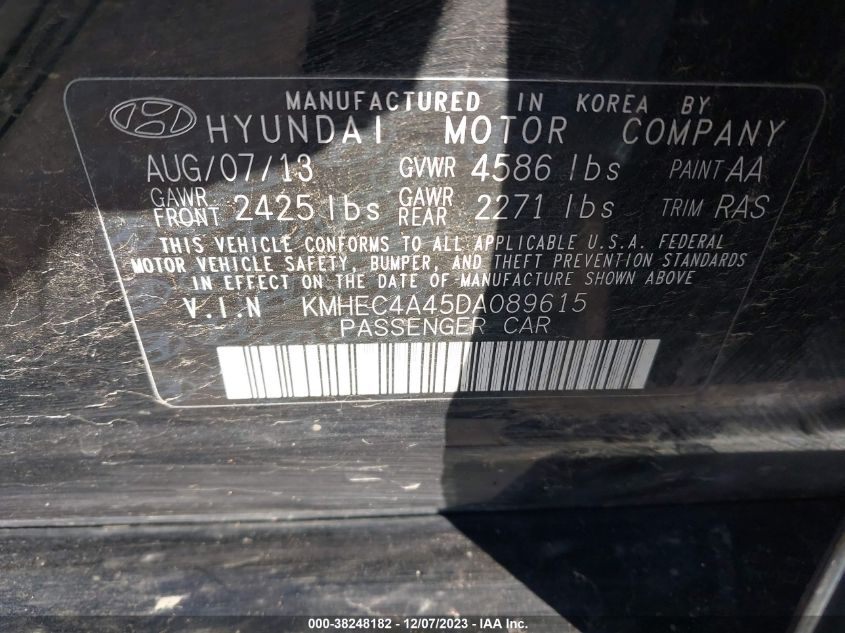 MANUFACTURED IN KOREA BY
HYUNDAI MOTOR COMPANY
AUG/07/13 GVWR 4586 lbs PAINT AA
GAWR FRONT 2425 lbs GAWR REAR 2271 lbs TRIM RAS
THIS VEHICLE CONFORMS TO ALL APPLICABLE U.S.A. FEDERAL
MOTOR VEHICLE SAFETY, BUMPER, AND THEFT PREVENTION STANDARDS
IN EFFECT ON THE DATE OF MANUFACTURE SHOWN ABOVE
V.I.N KMHEC4A45DA089615
PASSENGER CAR
000-38248182 - 12/07/2023 - IAA Inc.